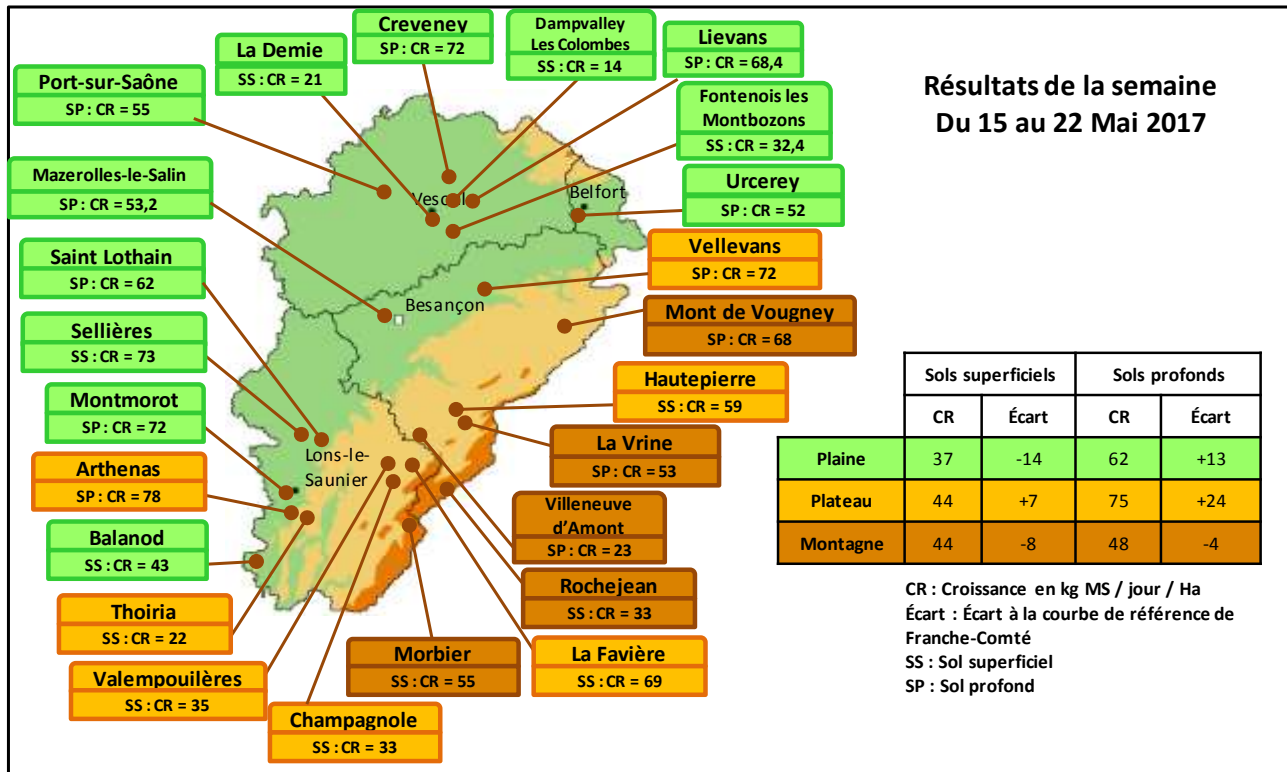 Résultats de la semaine
Du 15 au 22 Mai 2017
Creveney
SP : CR = 72
Dampvalley
Les Colombes
SS : CR = 14
Lievans
SP : CR = 68,4
La Demie
SS : CR = 21
Port-sur-Saône
SP : CR = 55
Fontenois les
Montbozons
SS : CR = 32,4
Mazerolles-le-Salin
SP : CR = 53,2
Urcerey
SP : CR = 52
Belfort
Saint Lothain
SP : CR = 62
Vellevans
SP : CR = 72
Besançon
Sellières
SS : CR = 73
Mont de Vougney
SP : CR = 68
Montmorot
SP : CR = 72
Hautepierre
SS : CR = 59
Lons-le-
Saunier
La Vrine
SP : CR = 53
Arthenas
SP : CR = 78
Villeneuve
d'Amont
SP : CR = 23
Balanod
SS : CR = 43
Rochejean
SS : CR = 33
Thoiria
SS : CR = 22
Morbier
SS : CR = 55
La Favière
SS : CR = 69
Valempouilères
SS : CR = 35
Champagnole
SS : CR = 33
Sols superficiels Sols profonds
CR Écart CR Écart
Plaine 37 -14 62 +13
Plateau 44 +7 75 +24
Montagne 44 -8 48 -4
CR : Croissance en kg MS / jour / Ha
Écart : Écart à la courbe de référence de
Franche-Comté
SS : Sol superficiel
SP : Sol profond